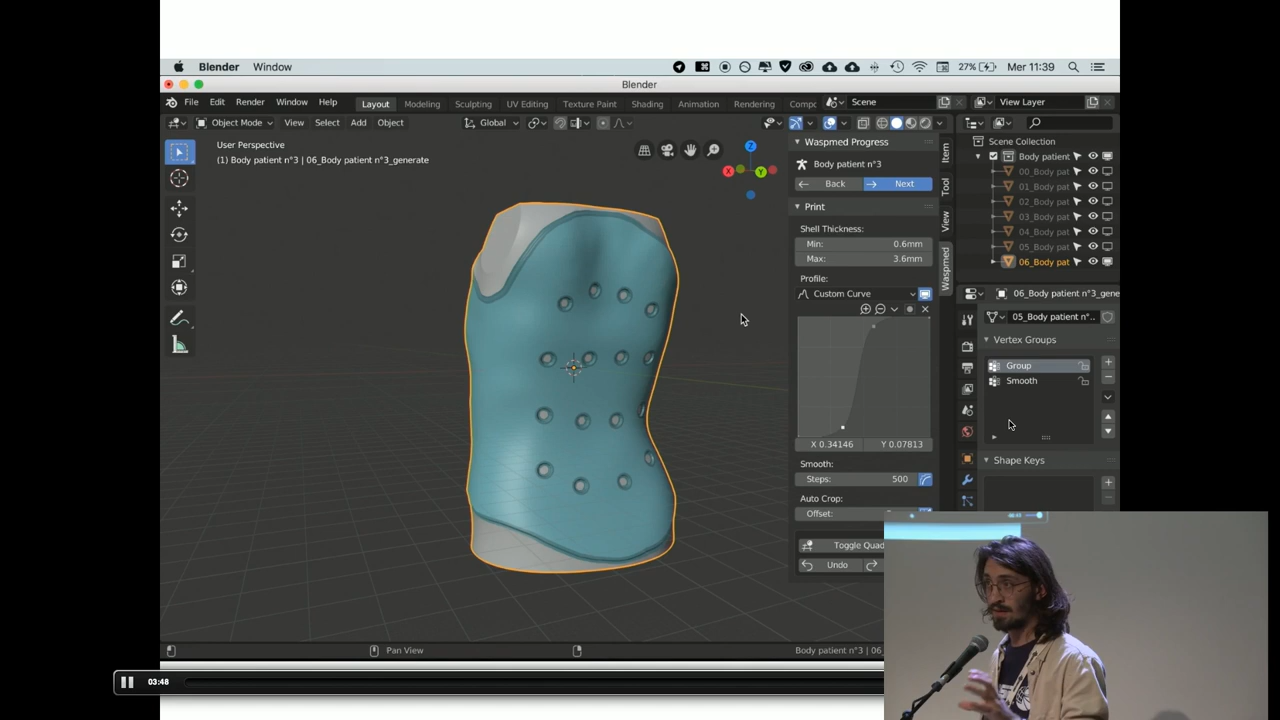 Blender Window 27% Mer 11:39
Blender
File Edit Render Window Help Layout Modeling Sculpting UV Editing Texture Paint Shading Animation Rendering Compc Scene View Layer
Object Mode View Select Add Object Global
User Perspective
(1) Body patient n°3 | 06_Body patient n°3_generate
X
Y
Z
Waspmed Progress
Body patient n°3
Back Next
Print
Shell Thickness:
Min: 0.6mm
Max: 3.6mm
Profile:
Custom Curve
X 0.34146 Y 0.07813
Smooth:
Steps: 500
Auto Crop:
Offset:
Toggle Quad
Undo
Item
Tool
View
Waspmed
Scene Collection
Body patient
00_Body pat
01_Body pat
02_Body pat
03_Body pat
04_Body pat
05_Body pat
06_Body pat
06_Body patient n°3_gene
05_Body patient n°..
Vertex Groups
Group
Smooth
Shape Keys
Pan View
Body patient n°3 | 06_
03:48